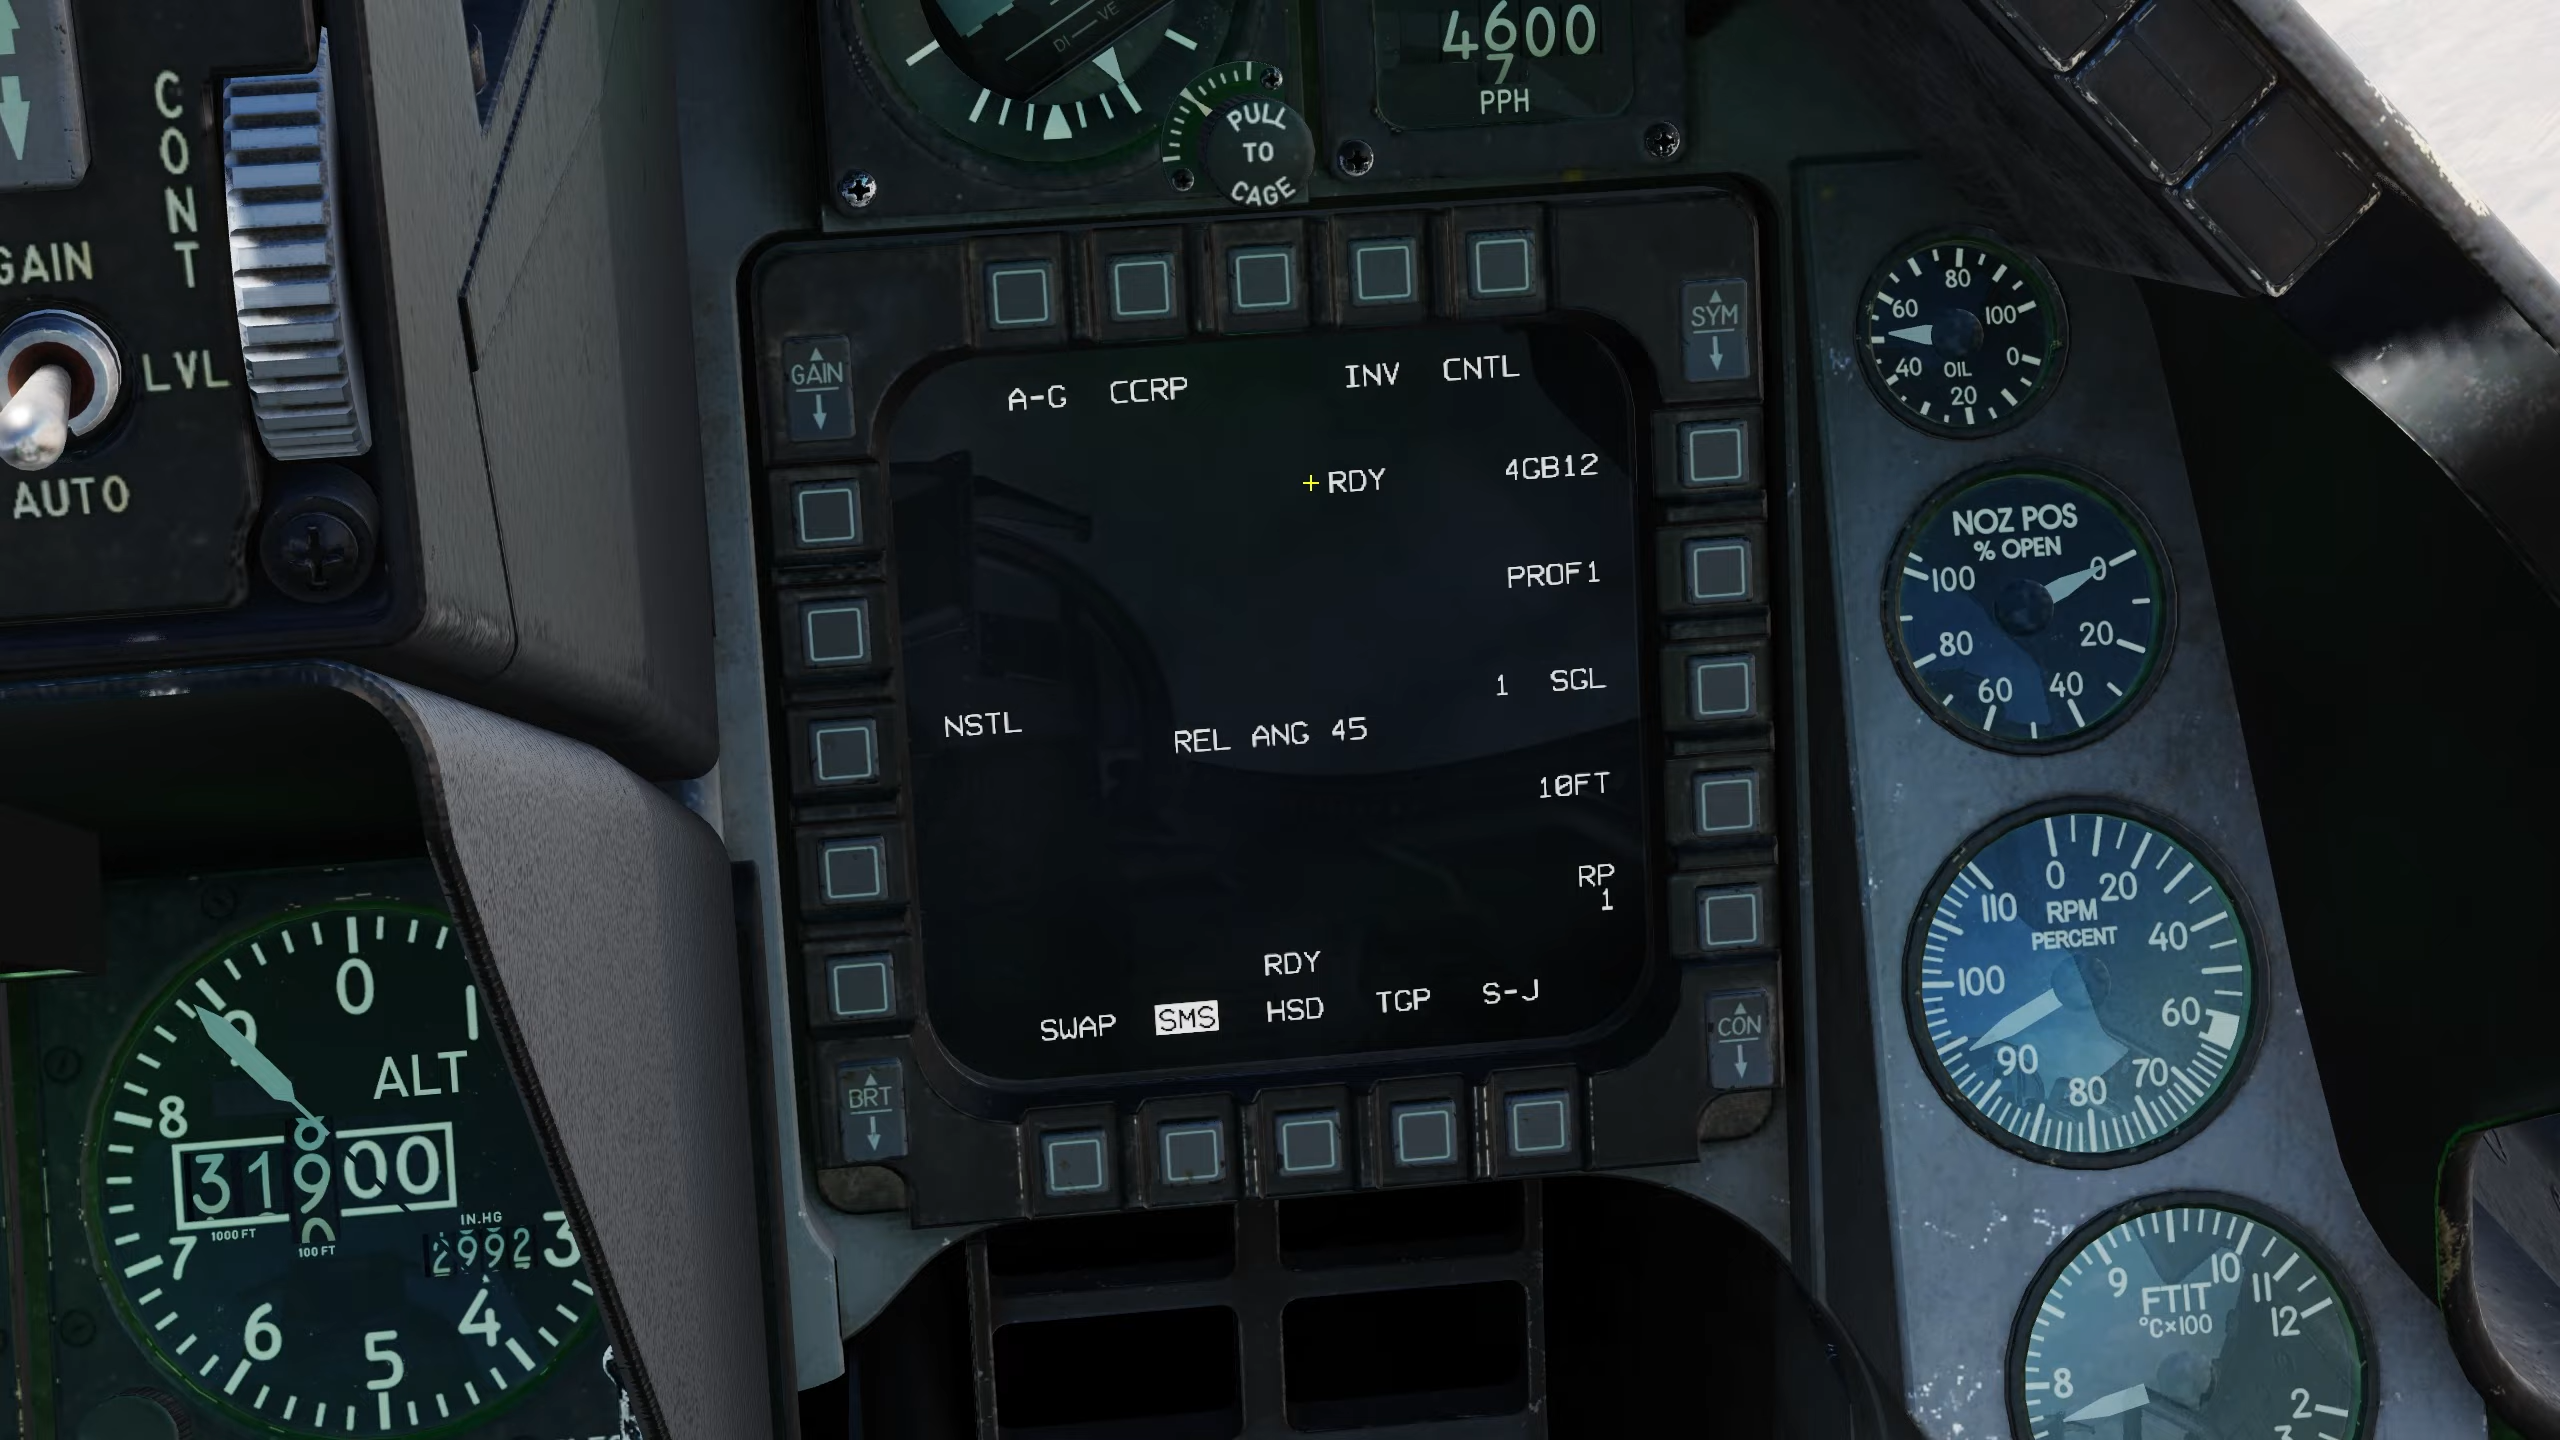 4600
7
PPH
PULL
TO
CAGE
CONT
GAIN
LVL
AUTO
GAIN
SYM
A-G CCRP INV CNTL
+RDY 4GB12
PROF1
1 SGL
NSTL REL ANG 45
10FT
RP
1
RDY
SWAP SMS HSD TGP S-J
BRT
CON
80
60 100
40 OIL 0
20
NOZ POS
% OPEN
100 0
80 20
60 40
0 20
110 RPM
PERCENT 40
100 60
90 80 70
9 10 11
FTIT
°C×100 12
8 2
0 1
9
ALT
8
31900
1000 FT
100 FT
IN.HG
2992
3
7
6 5 4